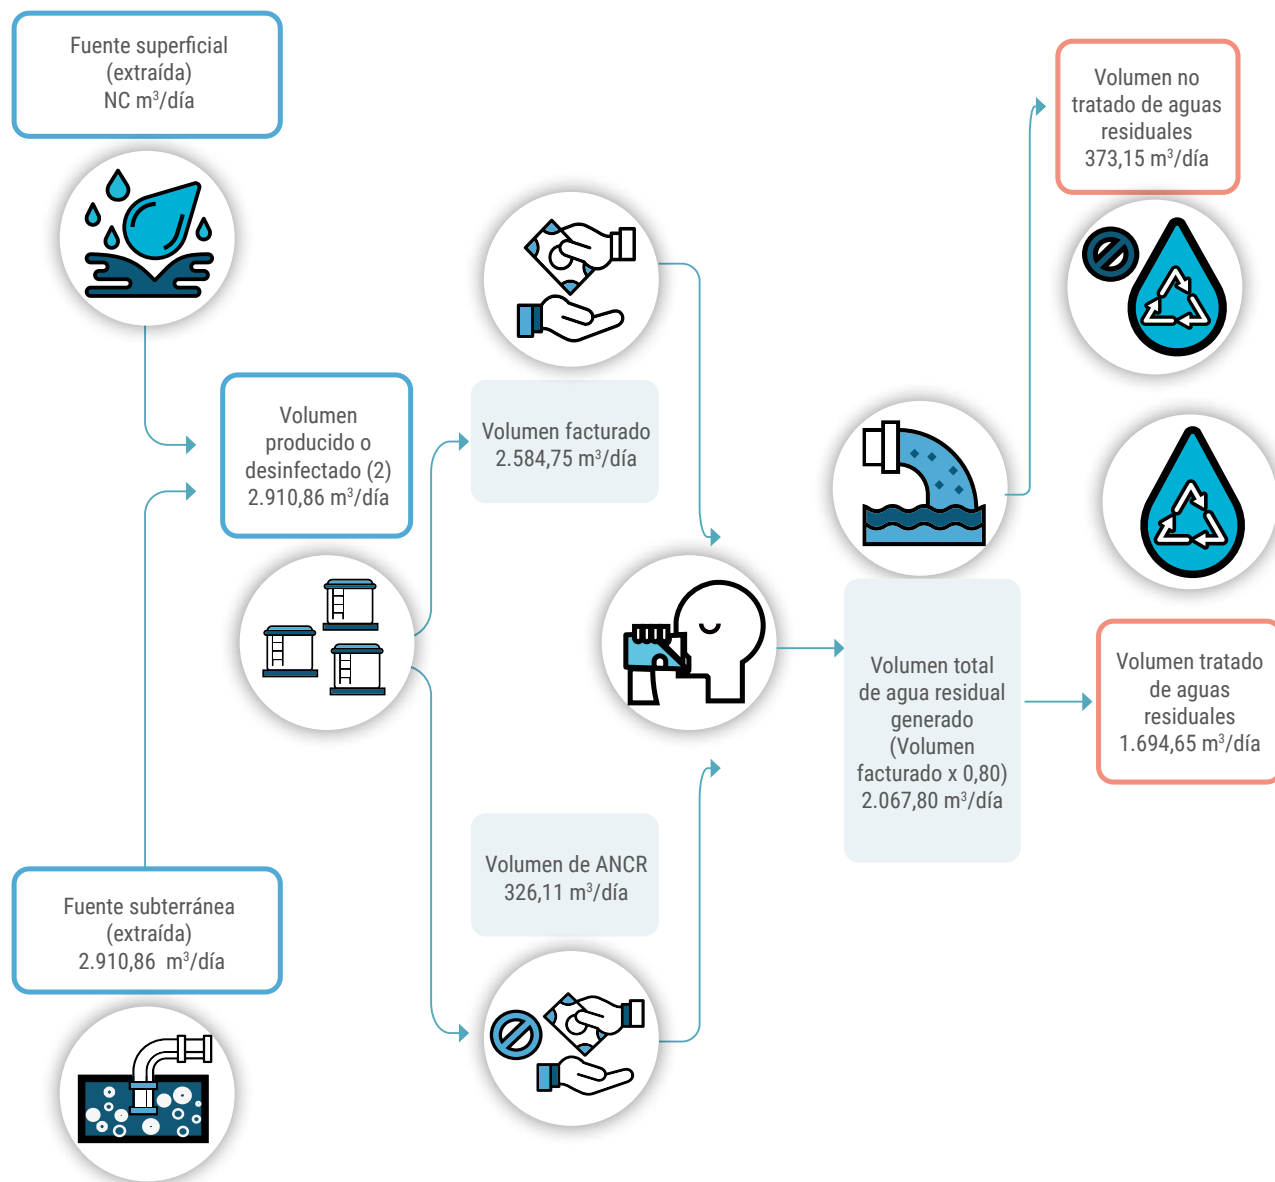 Fuente superficial
(extraída)
NC m³/día
Volumen
producido o
desinfectado (2)
2.910,86 m³/día
Fuente subterránea
(extraída)
2.910,86 m³/día
Volumen facturado
2.584,75 m³/día
Volumen de ANCR
326,11 m³/día
Volumen total
de agua residual
generado
(Volumen
facturado x 0,80)
2.067,80 m³/día
Volumen no
tratado de aguas
residuales
373,15 m³/día
Volumen tratado
de aguas
residuales
1.694,65 m³/día